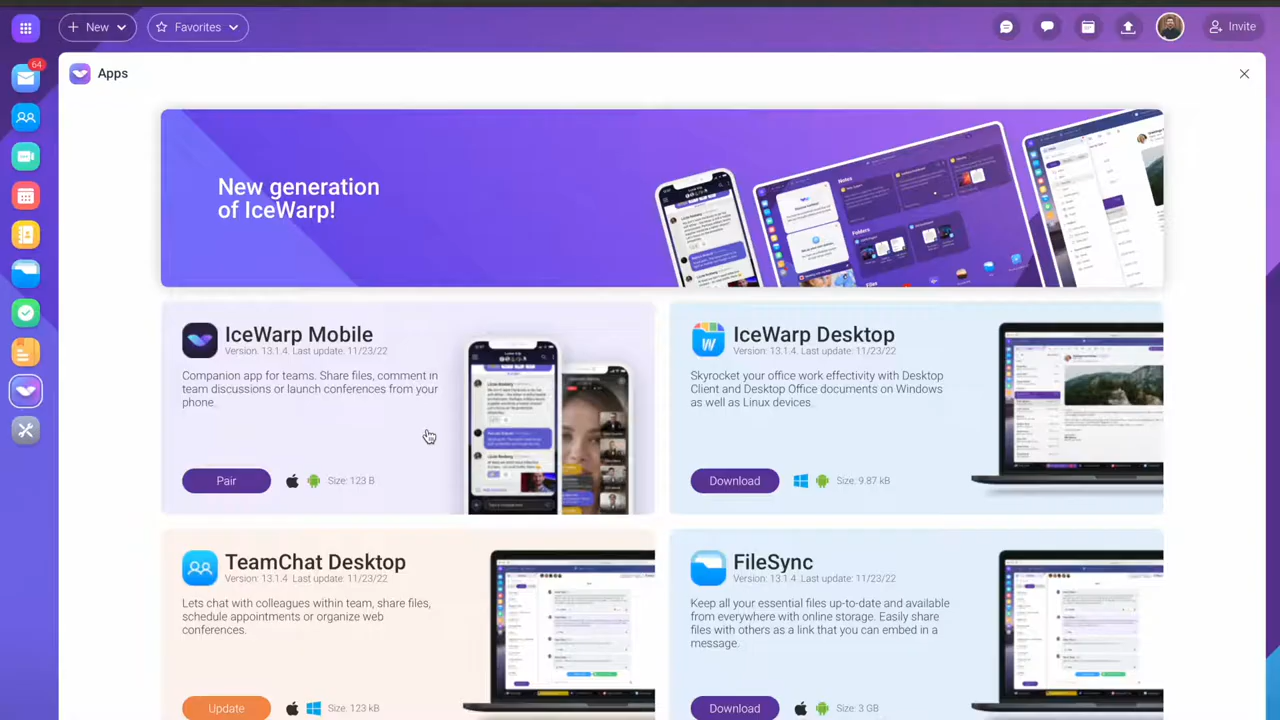 New
Favorites
Invite
64
Apps
New generation
of IceWarp!
Notes
Folders
Files
IceWarp Mobile
Version: 13.1.4. Last update: 11/23/22
Companion app for teams. Share files, comment in
team discussions or launch conferences from your
phone.
Pair
Size: 123 B
IceWarp Desktop
Version: 13.1.4. Last update: 11/23/22
Skyrocket your office work effectivity with Desktop
Client and Desktop Office documents on Windows
as well as Linux devices.
Download
Size: 9.87 kB
TeamChat Desktop
Version: 13.1.4. Last update: 11/23/22
Lets chat with colleagues within team, share files,
schedule appointments or organize web
conferences.
Update
Size: 123 kB
FileSync
Version: 13.1.4. Last update: 11/23/22
Keep all your essential files up-to-date and available
from everywhere with online storage. Easily share
files with others as a link that you can embed in a
message.
Download
Size: 3 GB